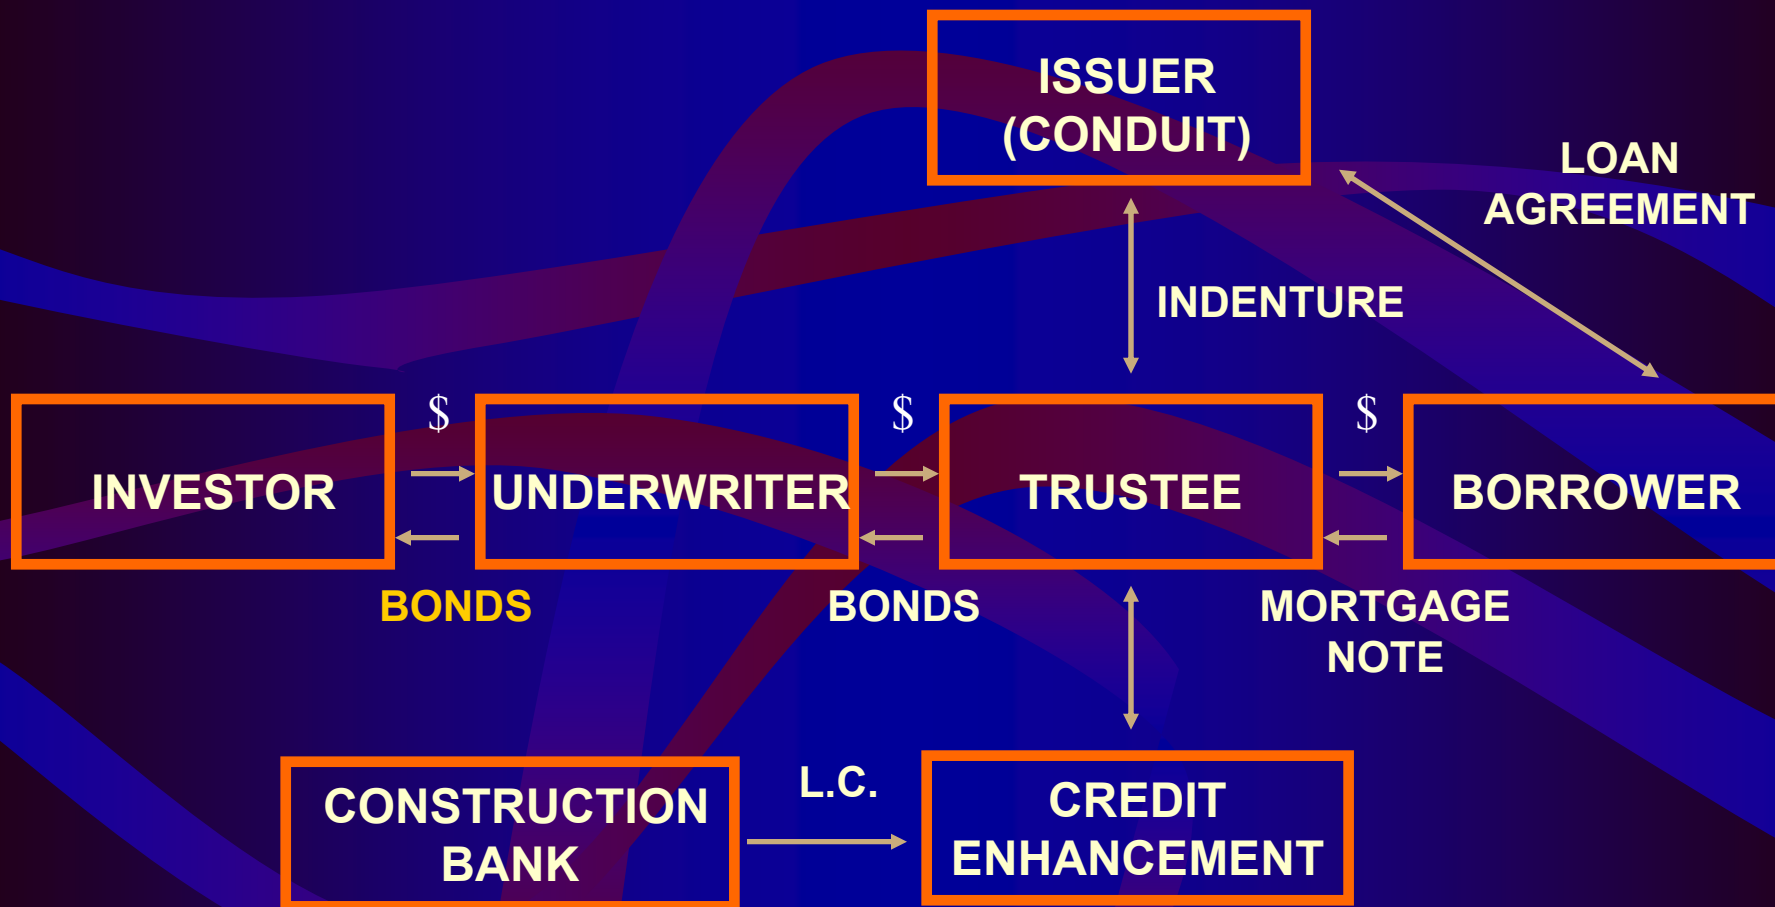 ISSUER
(CONDUIT)
LOAN
AGREEMENT
INDENTURE
$
$
$
INVESTOR
UNDERWRITER
TRUSTEE
BORROWER
BONDS
BONDS
MORTGAGE
NOTE
CONSTRUCTION
BANK
L.C.
CREDIT
ENHANCEMENT